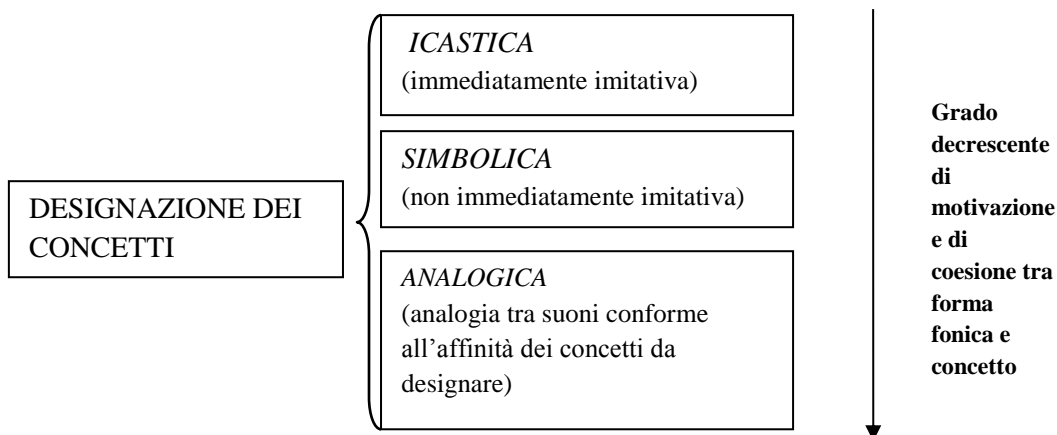 DESIGNAZIONE DEI
CONCETTI
ICASTICA
(immediatamente imitativa)
SIMBOLICA
(non immediatamente imitativa)
ANALOGICA
(analogia tra suoni conforme
all’affinità dei concetti da
designare)
Grado
decrescente
di
motivazione
e di
coesione tra
forma
fonica e
concetto